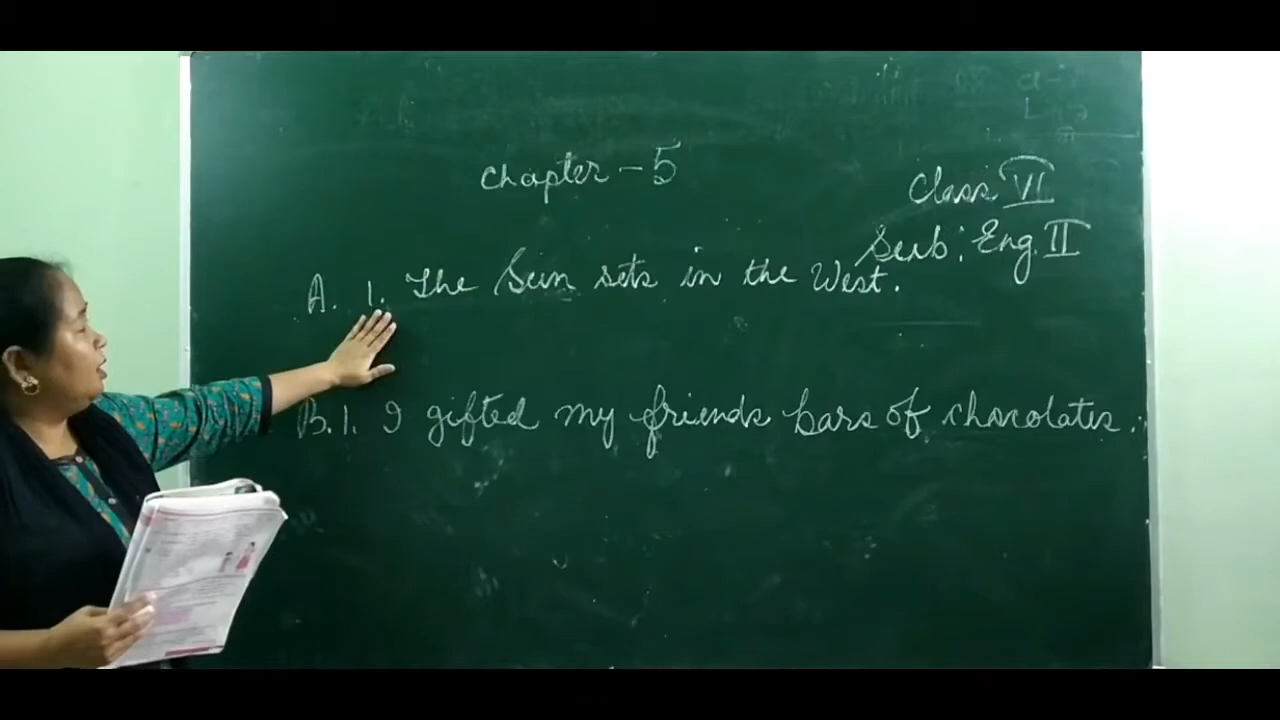 Chapter - 5
Class VI
Sub: Eng. II
A. 1. The Sun sets in the West.
B. 1. I gifted my friends bars of chocolates.